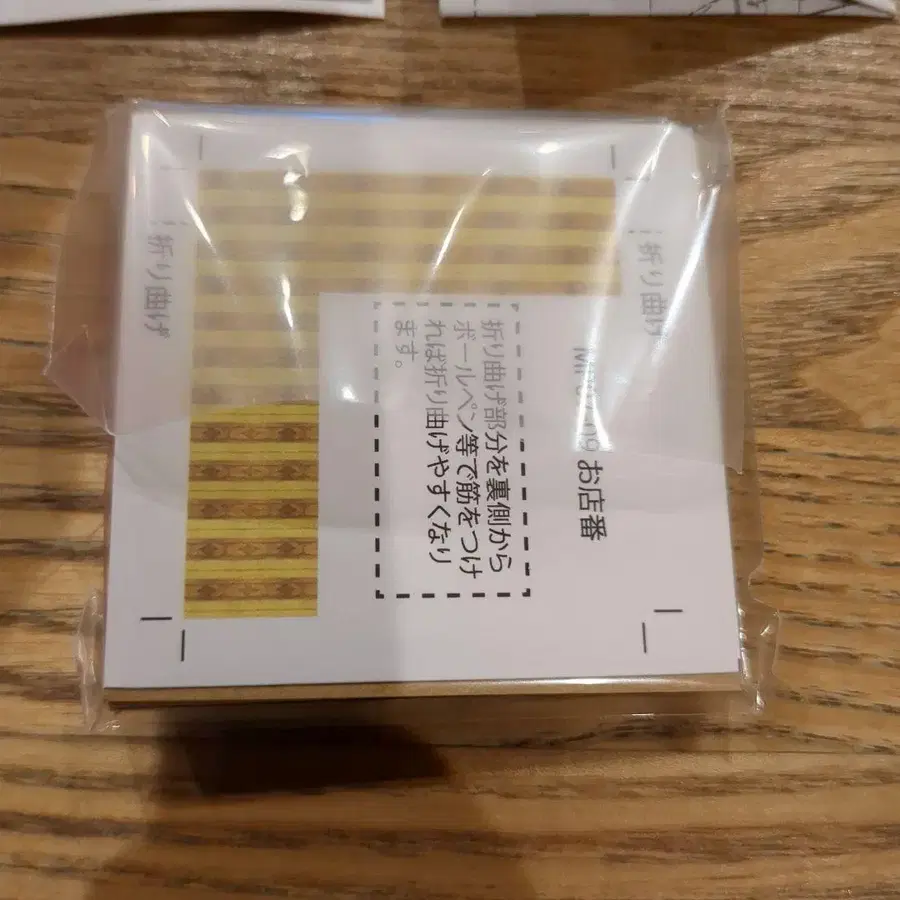 折り曲げ
折り曲げ
お店番
折り曲げ部分を裏側から
ボールペン等で筋をつけ
れば折り曲げやすくなり
ます。